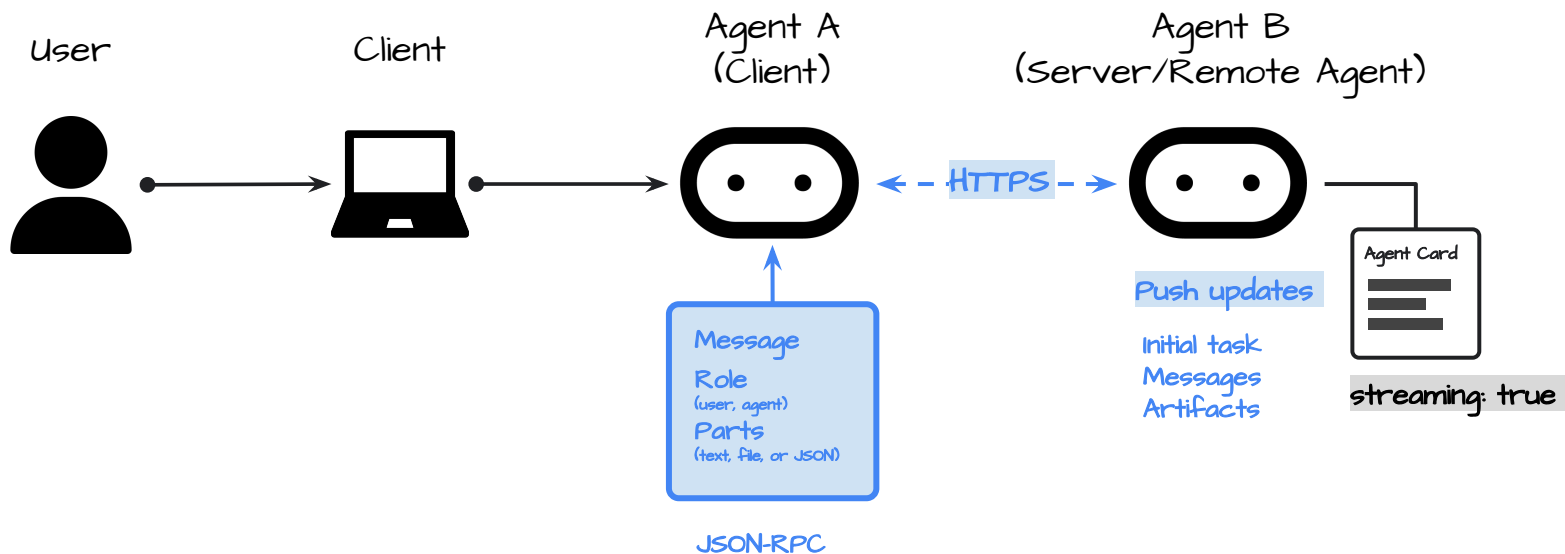 User
Client
Agent A
(Client)
Agent B
(Server/Remote Agent)
HTTPS
Agent Card
Push updates
Initial task
Messages
Artifacts
streaming: true
Message
Role
(user, agent)
Parts
(text, file, or JSON)
JSON-RPC